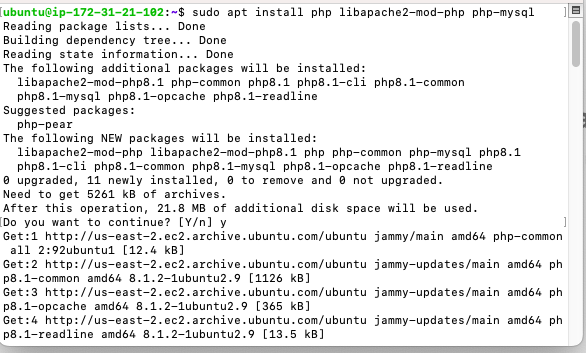 [ubuntu@ip-172-31-21-102:~$ sudo apt install php libapache2-mod-php php-mysql ]
Reading package lists... Done
Building dependency tree... Done
Reading state information... Done
The following additional packages will be installed:
  libapache2-mod-php8.1 php-common php8.1 php8.1-cli php8.1-common
  php8.1-mysql php8.1-opcache php8.1-readline
Suggested packages:
  php-pear
The following NEW packages will be installed:
  libapache2-mod-php libapache2-mod-php8.1 php php-common php-mysql php8.1
  php8.1-cli php8.1-common php8.1-mysql php8.1-opcache php8.1-readline
0 upgraded, 11 newly installed, 0 to remove and 0 not upgraded.
Need to get 5261 kB of archives.
After this operation, 21.8 MB of additional disk space will be used.
[Do you want to continue? [Y/n] y ]
Get:1 http://us-east-2.ec2.archive.ubuntu.com/ubuntu jammy/main amd64 php-common
 all 2:92ubuntu1 [12.4 kB]
Get:2 http://us-east-2.ec2.archive.ubuntu.com/ubuntu jammy-updates/main amd64 ph
p8.1-common amd64 8.1.2-1ubuntu2.9 [1126 kB]
Get:3 http://us-east-2.ec2.archive.ubuntu.com/ubuntu jammy-updates/main amd64 ph
p8.1-opcache amd64 8.1.2-1ubuntu2.9 [365 kB]
Get:4 http://us-east-2.ec2.archive.ubuntu.com/ubuntu jammy-updates/main amd64 ph
p8.1-readline amd64 8.1.2-1ubuntu2.9 [13.5 kB]